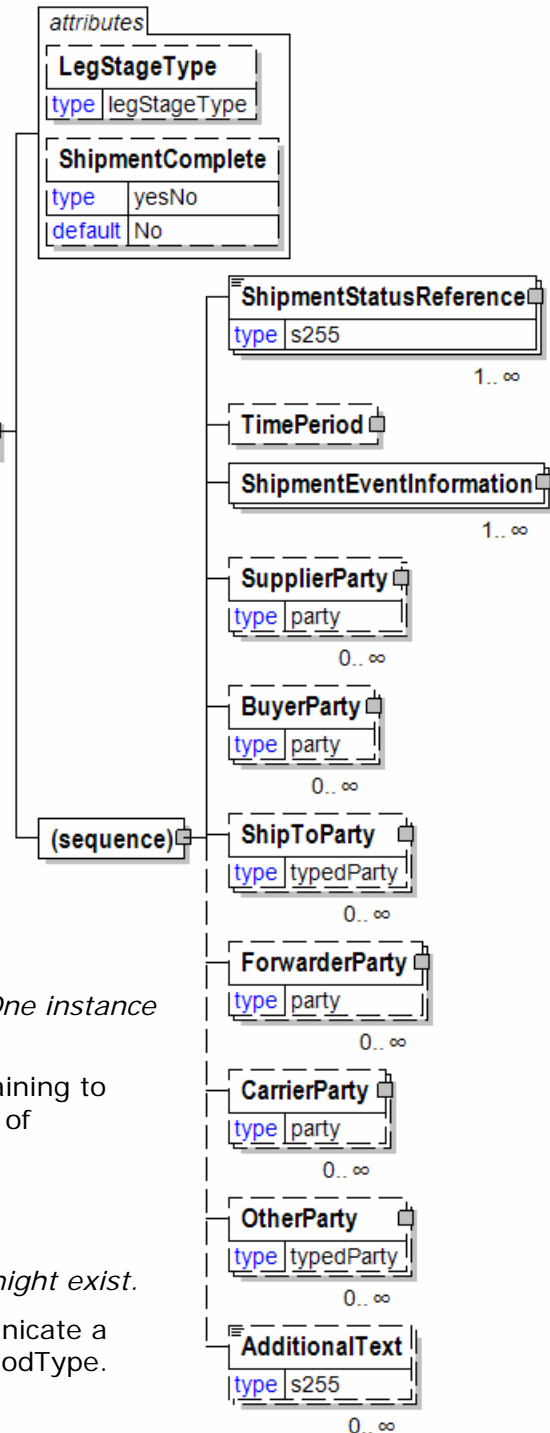 attributes
LegStageType
type legStageType
ShipmentComplete
type yesNo
default No
ShipmentStatusReference
type s255
1.. ∞
TimePeriod
ShipmentEventInformation
1.. ∞
SupplierParty
type party
0.. ∞
BuyerParty
type party
0.. ∞
(sequence)
ShipToParty
type typedParty
0.. ∞
ForwarderParty
type party
0.. ∞
CarrierParty
type party
0.. ∞
OtherParty
type typedParty
0.. ∞
AdditionalText
type s255
0.. ∞
One instance
aining to
of
might exist.
nicate a
odType.